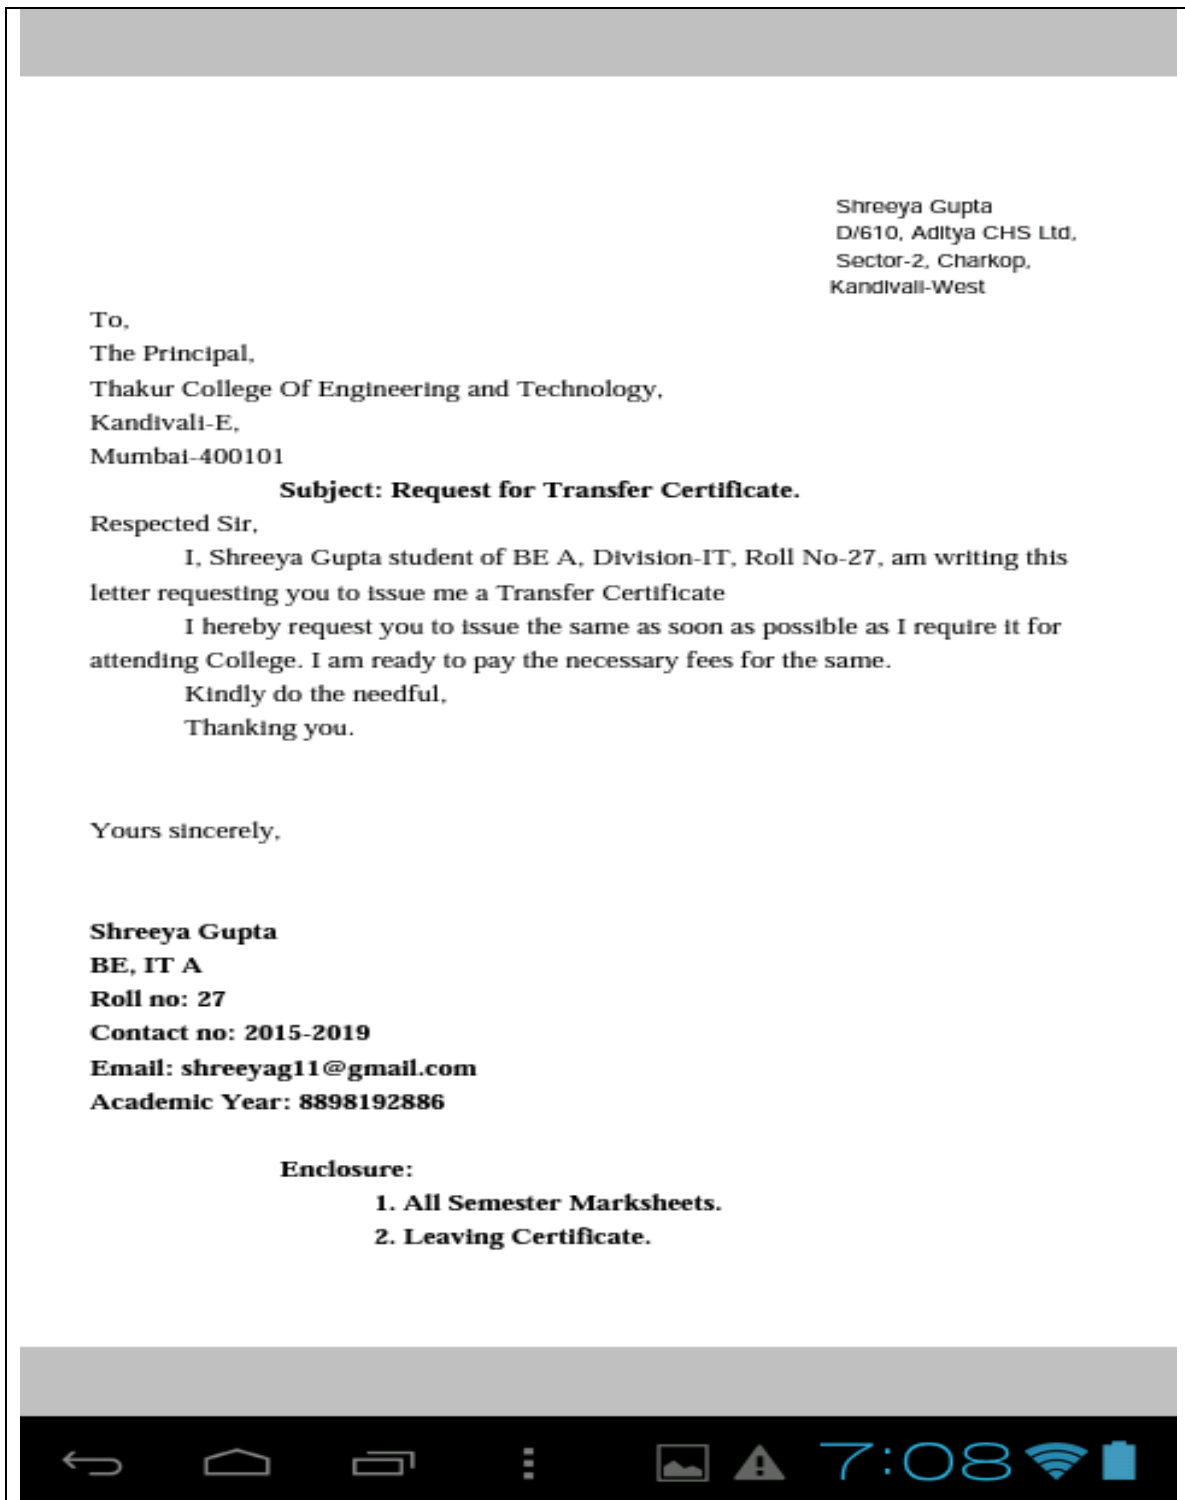 Shreeya Gupta
D/610, Aditya CHS Ltd,
Sector-2, Charkop,
Kandivali-West
To,
The Principal,
Thakur College Of Engineering and Technology,
Kandivali-E,
Mumbai-400101
Subject: Request for Transfer Certificate.
Respected Sir,
I, Shreeya Gupta student of BE A, Division-IT, Roll No-27, am writing this
letter requesting you to issue me a Transfer Certificate
I hereby request you to issue the same as soon as possible as I require it for
attending College. I am ready to pay the necessary fees for the same.
Kindly do the needful,
Thanking you.
Yours sincerely,
Shreeya Gupta
BE, IT A
Roll no: 27
Contact no: 2015-2019
Email: shreeyag11@gmail.com
Academic Year: 8898192886
Enclosure:
1. All Semester Marksheets.
2. Leaving Certificate.
7:08